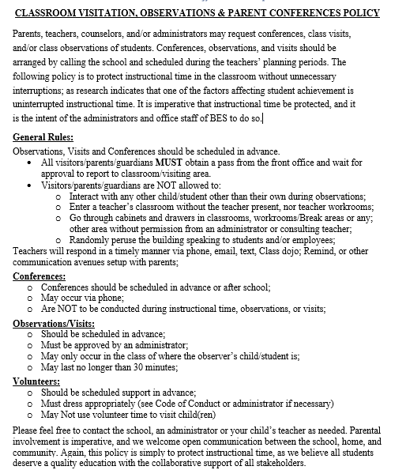 CLASSROOM VISITATION, OBSERVATIONS & PARENT CONFERENCES POLICY
Parents, teachers, counselors, and/or administrators may request conferences, class visits,
and/or class observations of students. Conferences, observations, and visits should be
arranged by calling the school and scheduled during the teachers' planning periods. The
following policy is to protect instructional time in the classroom without unnecessary
interruptions; as research indicates that one of the factors affecting student achievement is
uninterrupted instructional time. It is imperative that instructional time be protected, and it
is the intent of the administrators and office staff of BES to do so.
General Rules:
Observations, Visits and Conferences should be scheduled in advance.
• All visitors/parents/guardians MUST obtain a pass from the front office and wait for
approval to report to classroom/visiting area.
• Visitors/parents/guardians are NOT allowed to:
o Interact with any other child/student other than their own during observations;
o Enter a teacher's classroom without the teacher present, nor teacher workrooms;
o Go through cabinets and drawers in classrooms, workrooms/Break areas or any;
other area without permission from an administrator or consulting teacher;
o Randomly peruse the building speaking to students and/or employees;
Teachers will respond in a timely manner via phone, email, text, Class dojo; Remind, or other
communication avenues setup with parents;
Conferences:
o Conferences should be scheduled in advance or after school;
o May occur via phone;
o Are NOT to be conducted during instructional time, observations, or visits;
Observations/Visits:
o Should be scheduled in advance;
o Must be approved by an administrator;
o May only occur in the class of where the observer's child/student is;
o May last no longer than 30 minutes;
Volunteers:
o Should be scheduled support in advance;
o Must dress appropriately (see Code of Conduct or administrator if necessary)
o May Not use volunteer time to visit child(ren)
Please feel free to contact the school, an administrator or your child's teacher as needed. Parental
involvement is imperative, and we welcome open communication between the school, home, and
community. Again, this policy is simply to protect instructional time, as we believe all students
deserve a quality education with the collaborative support of all stakeholders.